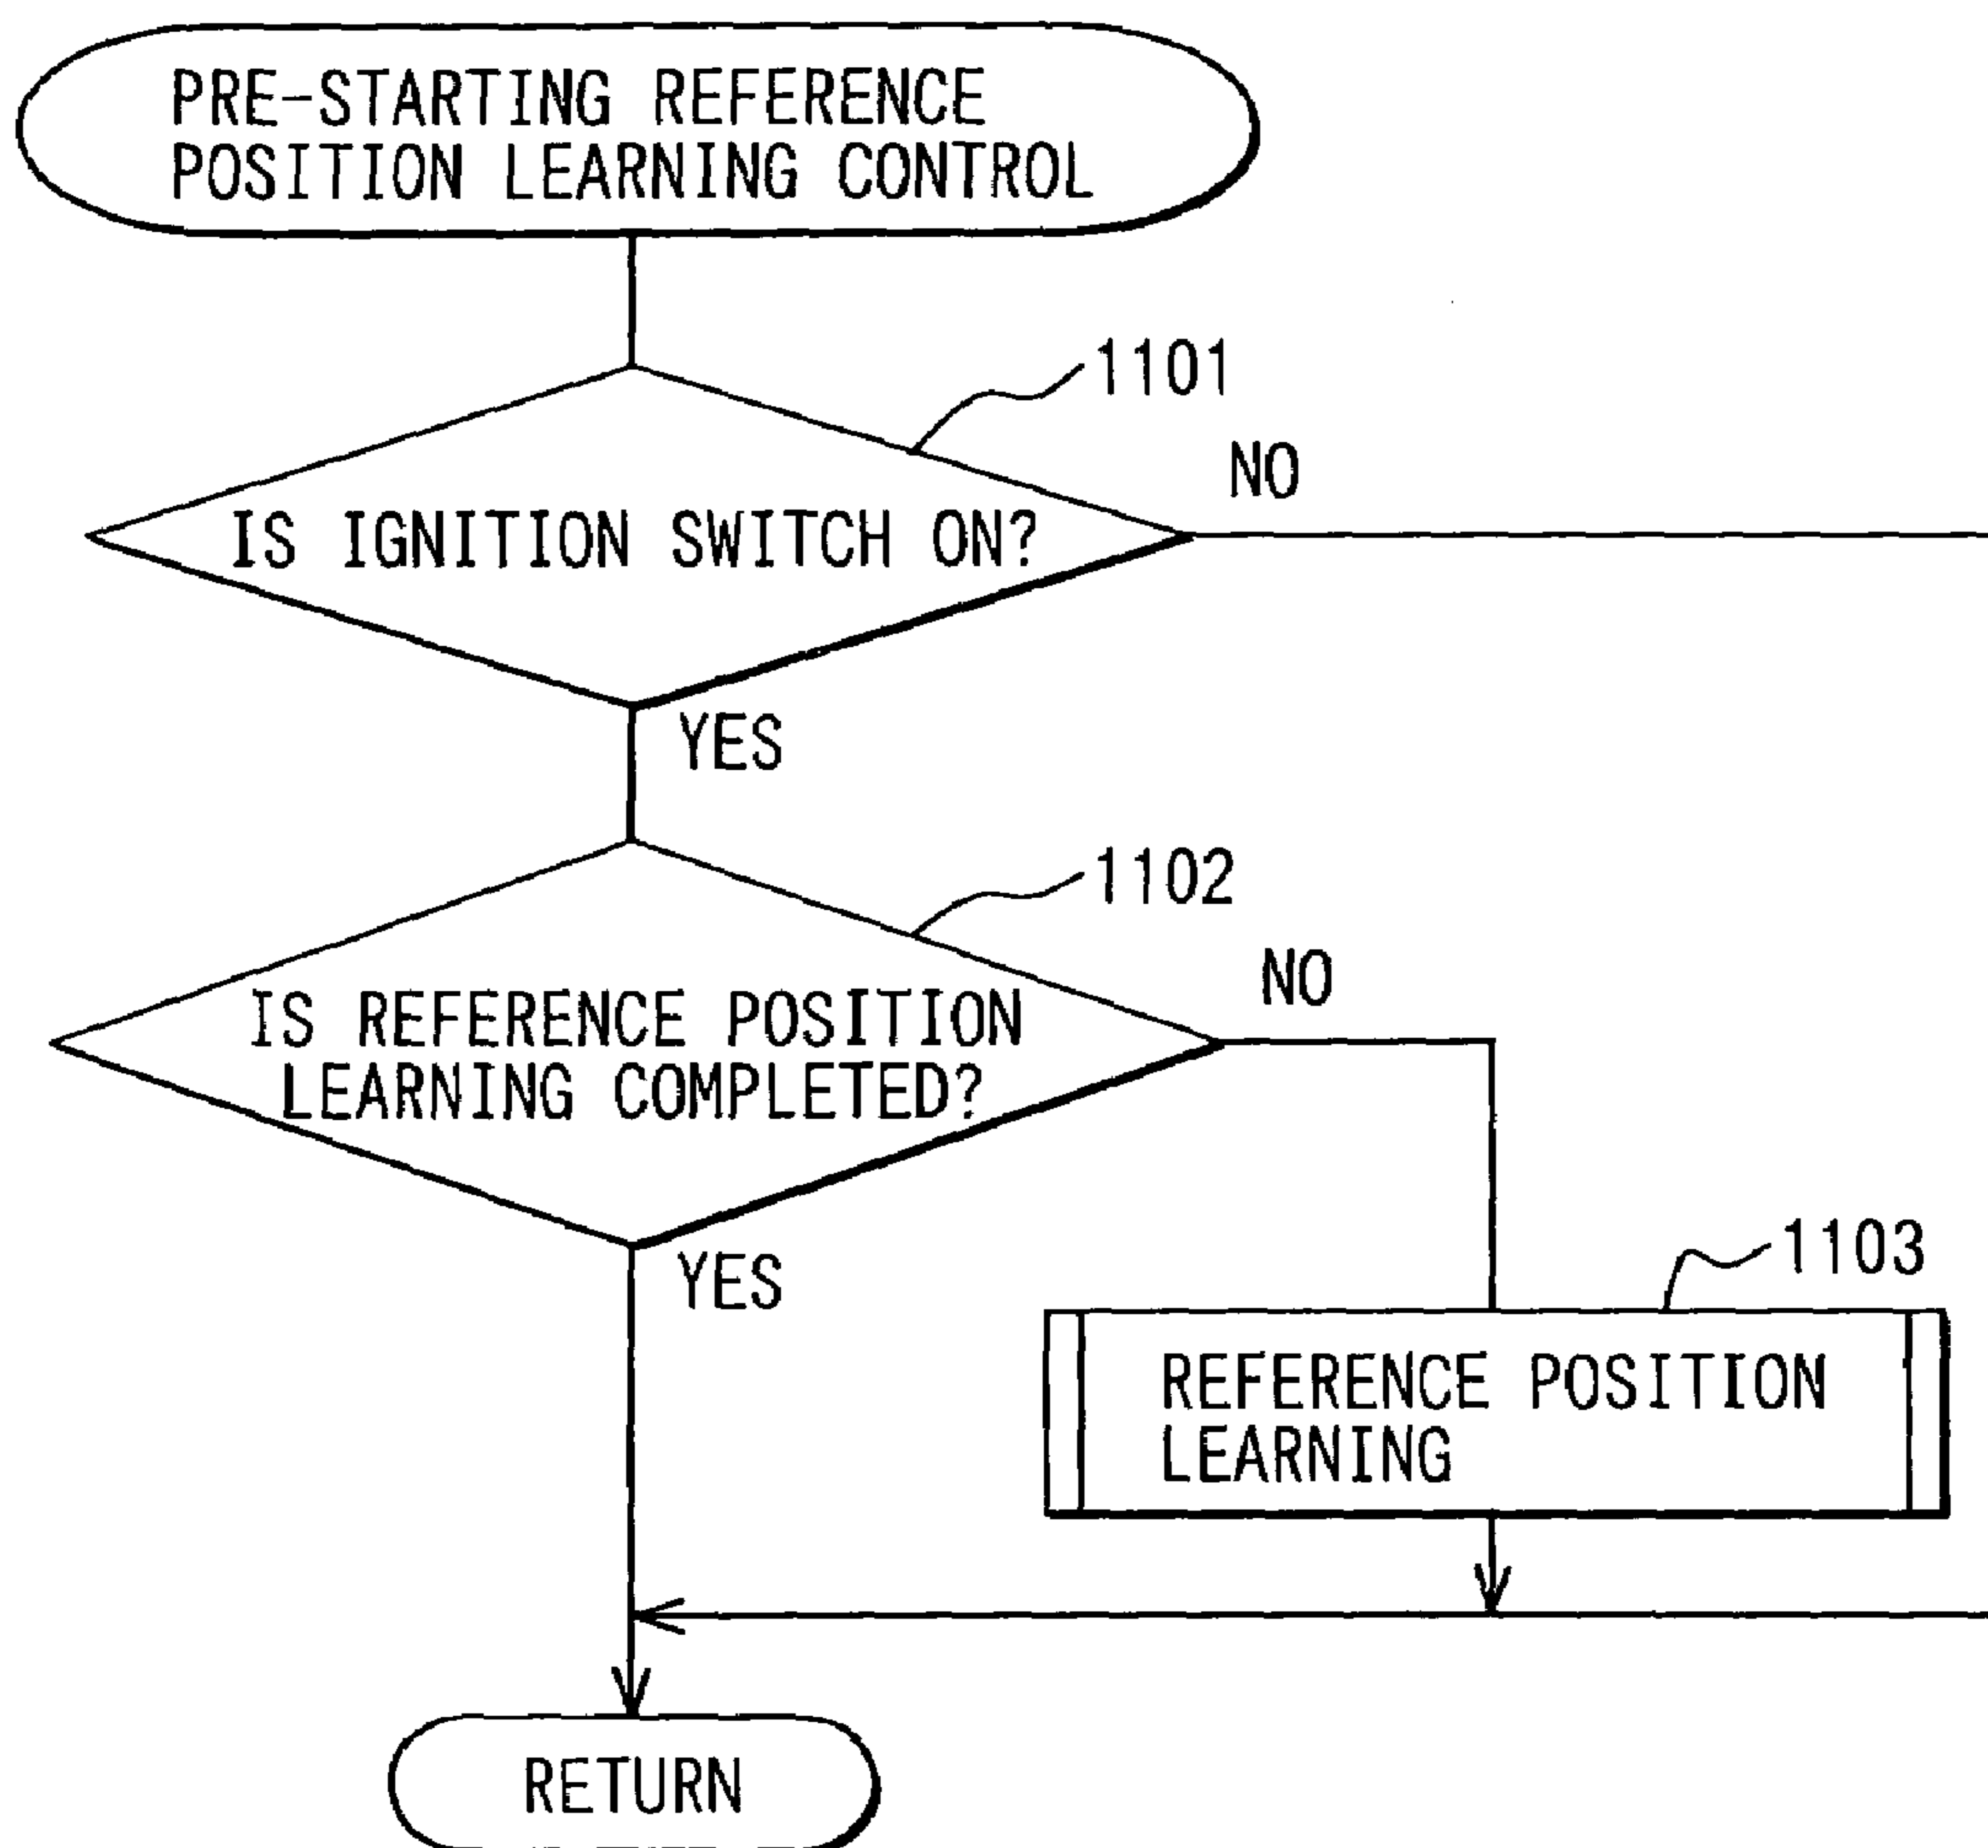 PRE-STARTING REFERENCE
POSITION LEARNING CONTROL
1101
NO
IS IGNITION SWITCH ON?
YES
1102
NO
IS REFERENCE POSITION
LEARNING COMPLETED?
YES
1103
REFERENCE POSITION
LEARNING
RETURN